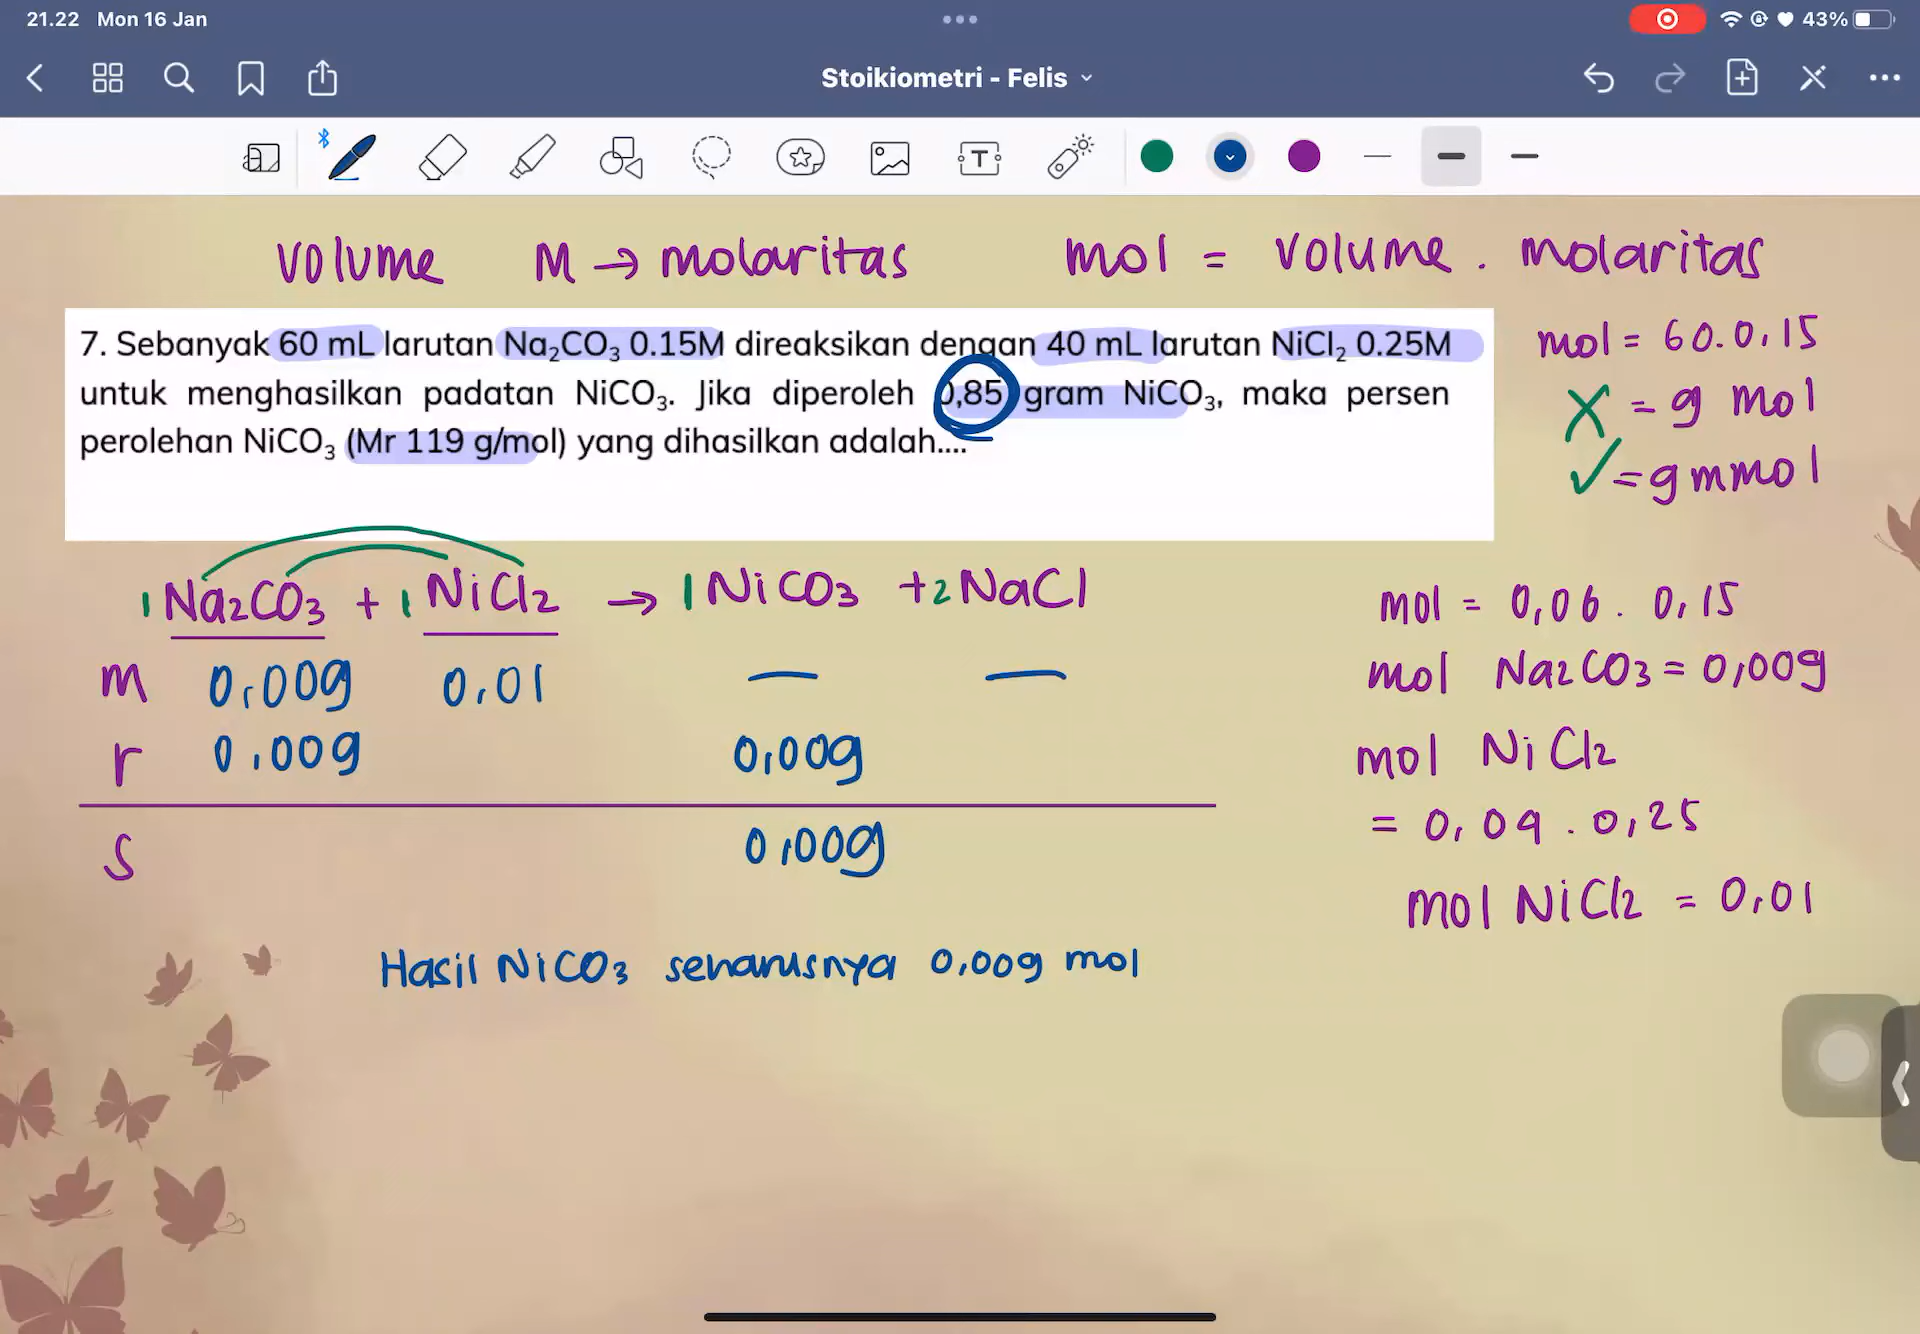 21.22 Mon 16 Jan
43%
Stoikiometri - Felis
volume M → molaritas mol = volume . molaritas
7. Sebanyak 60 mL larutan Na₂CO₃ 0.15M direaksikan dengan 40 mL larutan NiCl₂ 0.25M
untuk menghasilkan padatan NiCO₃. Jika diperoleh 0,85 gram NiCO₃, maka persen
perolehan NiCO₃ (Mr 119 g/mol) yang dihasilkan adalah....
mol = 60.0,15
X = 9 mol
✓ = 9 mmol
1 Na2CO3 + 1 NiCl2 → 1 NiCO3 + 2 NaCl
m 0,009 0,01 — —
r 0,009 0,009
s 0,009
Hasil NiCO3 seharusnya 0,009 mol
mol = 0,06 . 0,15
mol Na2CO3 = 0,009
mol NiCl2
= 0,04 . 0,25
mol NiCl2 = 0,01